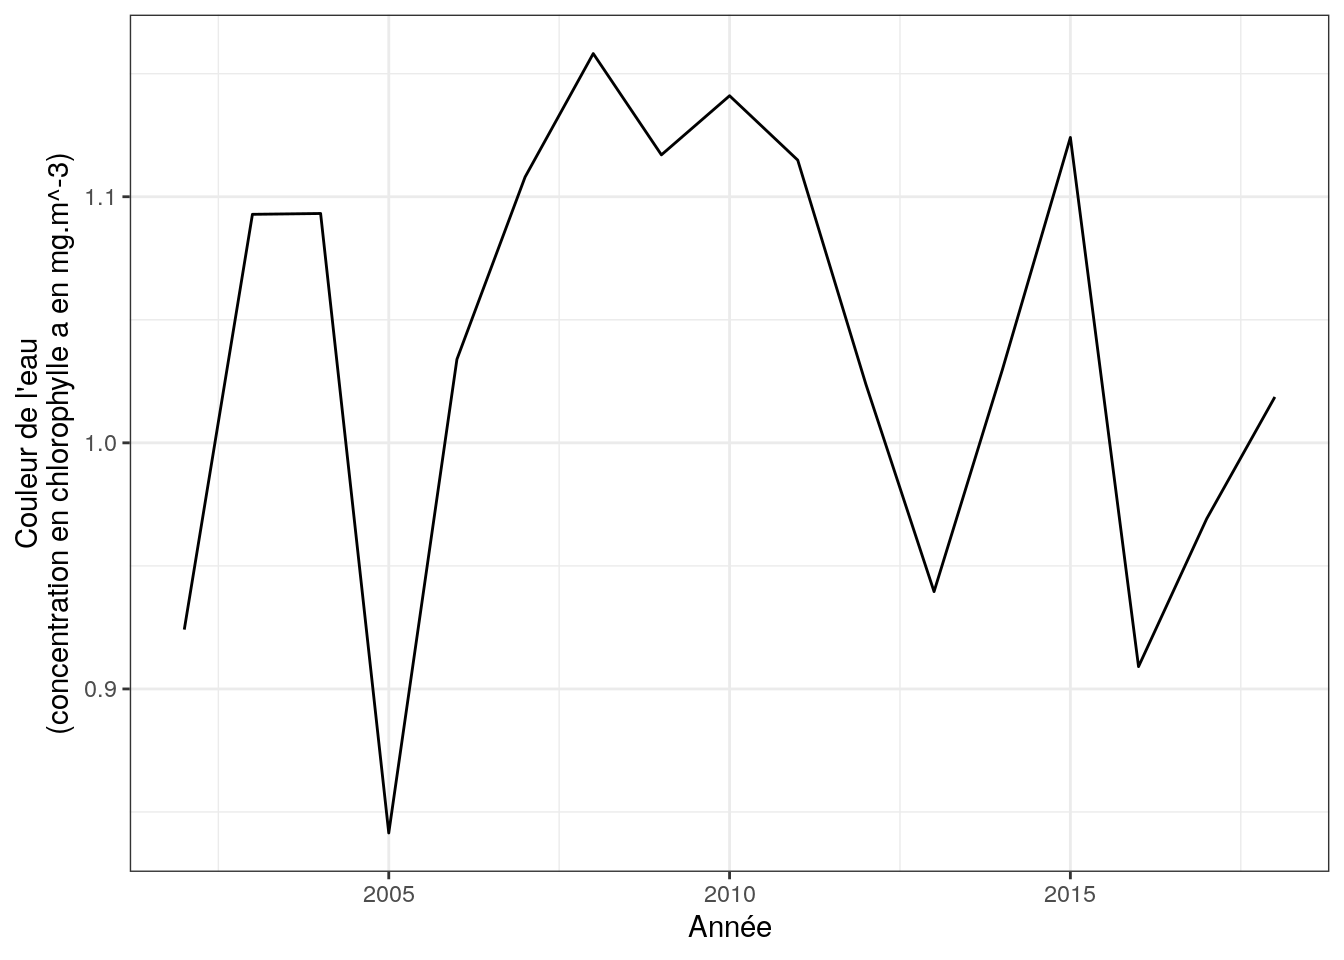 Couleur de l'eau
(concentration en chlorophylle a en mg.m^-3)
1.1
1.0
0.9
2005
2010
2015
Année